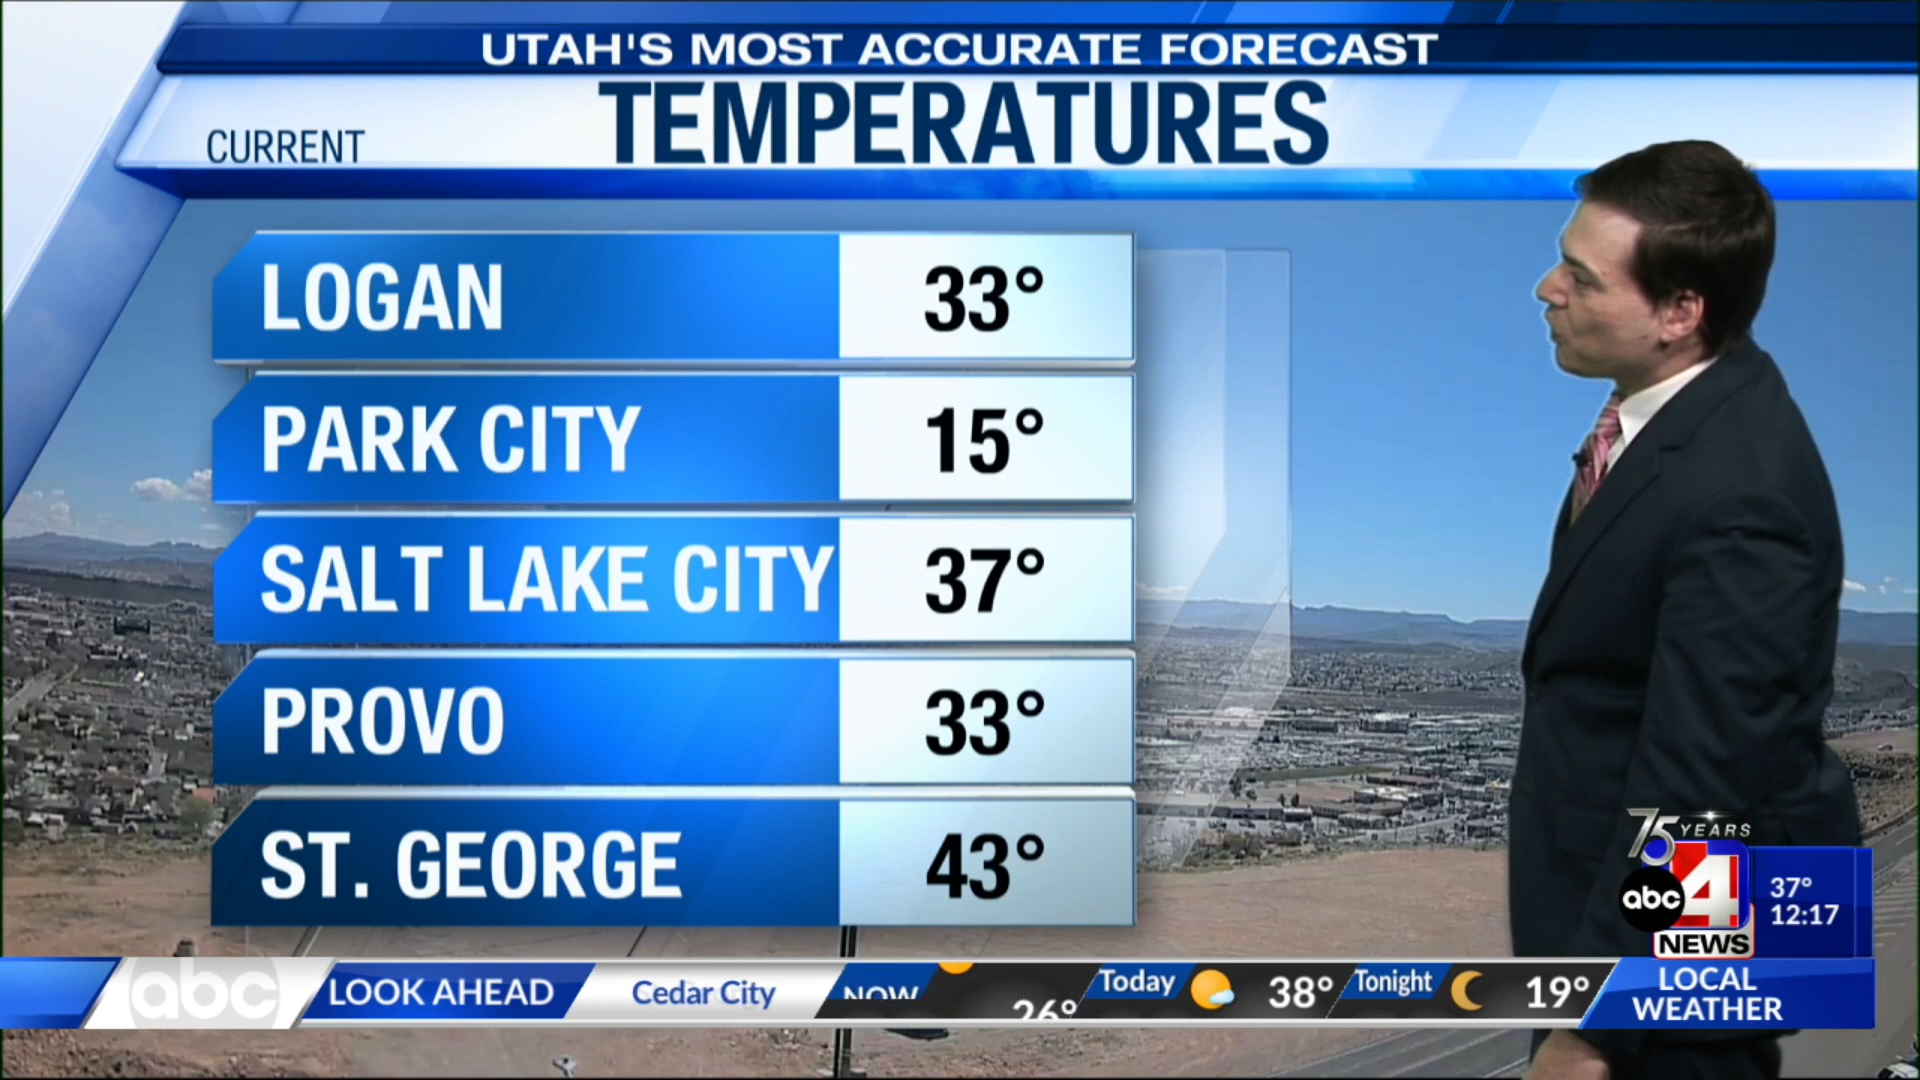 UTAH'S MOST ACCURATE FORECAST
CURRENT
TEMPERATURES
LOGAN 33°
PARK CITY 15°
SALT LAKE CITY 37°
PROVO 33°
ST. GEORGE 43°
75 YEARS
abc 4
NEWS
37°
12:17
abc
LOOK AHEAD
Cedar City
NOW 26°
Today 38°
Tonight 19°
LOCAL
WEATHER